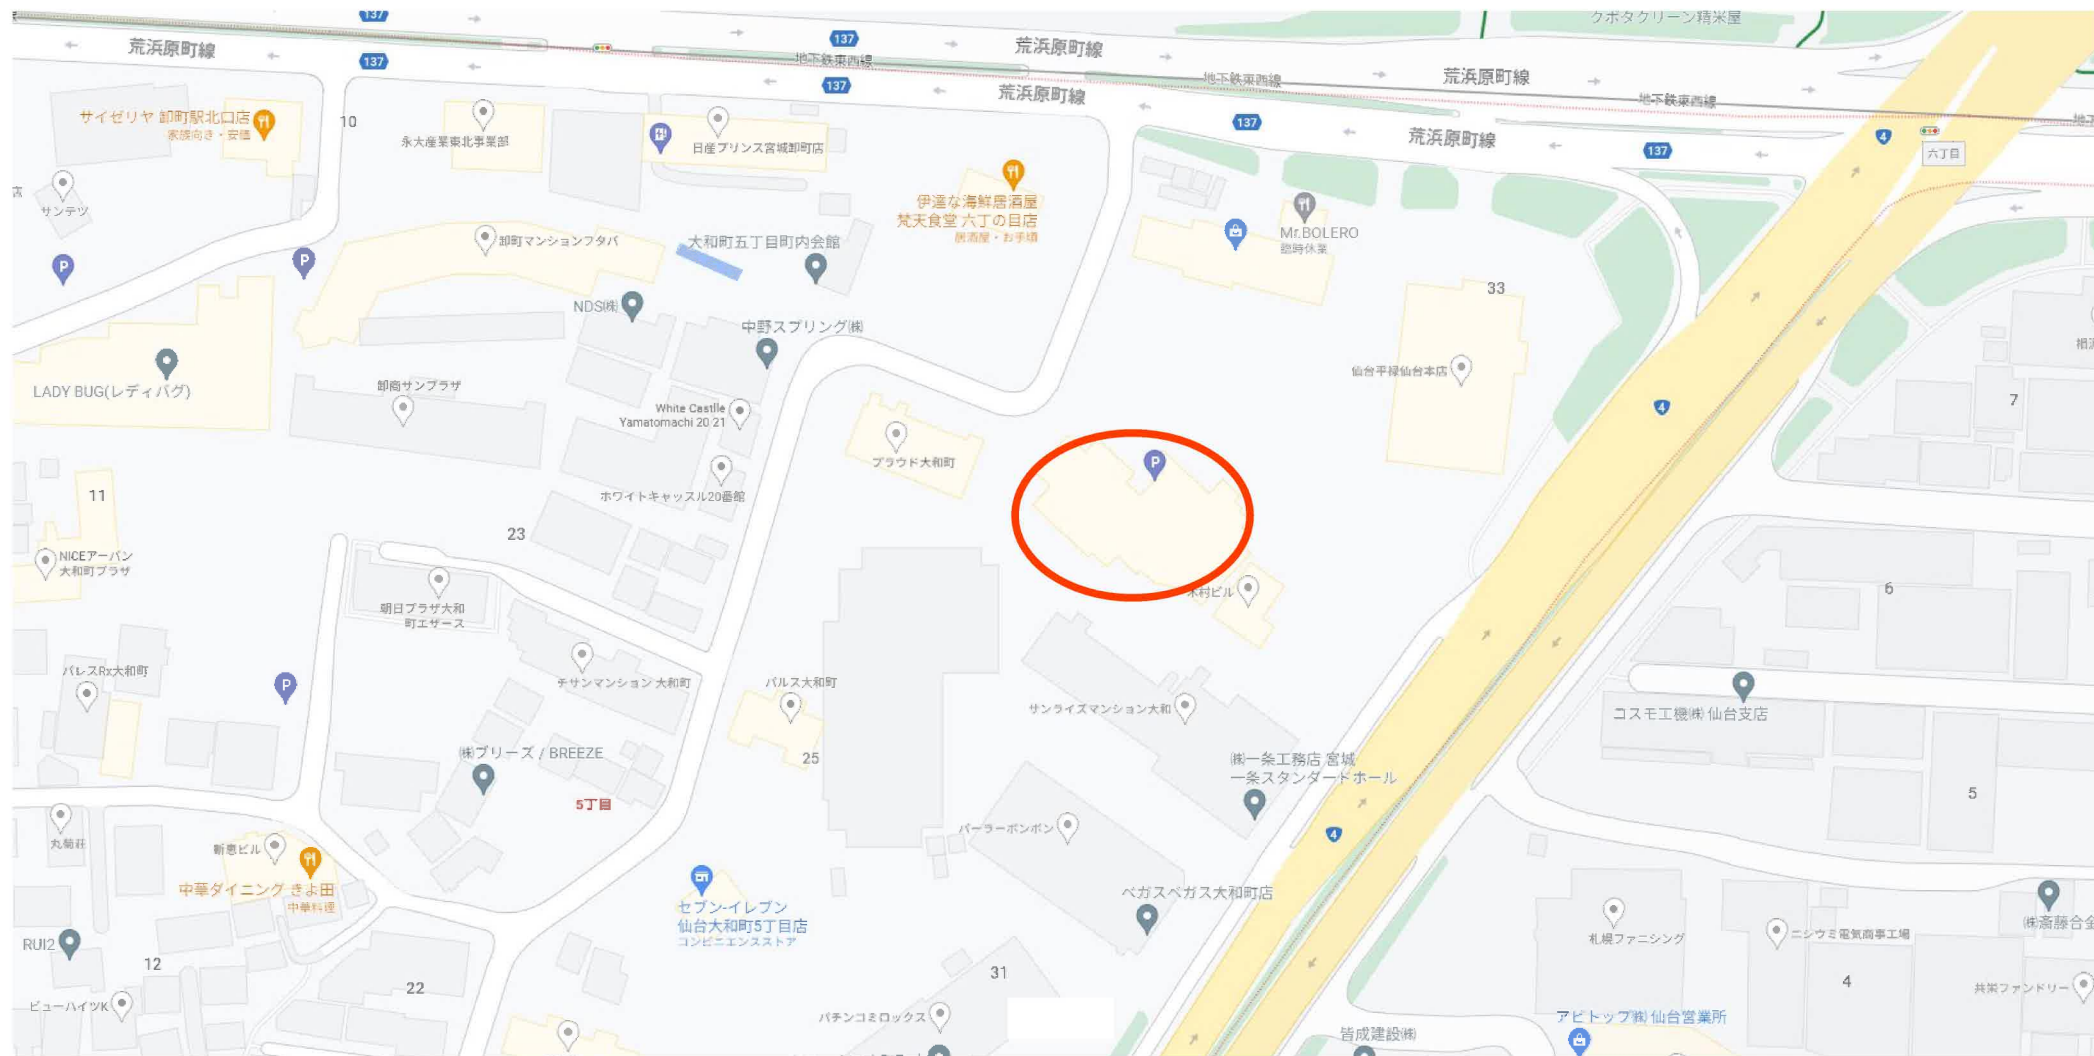 137
荒浜原町線
137
137
地下鉄東西線
137
荒浜原町線
荒浜原町線
クボタクリーン精米屋
地下鉄東西線
荒浜原町線
地下鉄東西線
137
荒浜原町線
137
4
六丁目
サイゼリヤ 卸町駅北口店
家族向き・安価
10
永大産業東北事業部
日産プリンス宮城卸町店
伊達な海鮮居酒屋
梵天食堂 六丁の目店
居酒屋・お手頃
店
サンテツ
卸町マンションフタバ
大和町五丁目町内会館
Mr.BOLERO
臨時休業
P
P
NDS㈱
中野スプリング㈱
33
仙台平禄仙台本店
LADY BUG(レディバグ)
卸商サンプラザ
White Castlle
Yamatomachi 20 21
プラウド大和町
P
4
7
ホワイトキャッスル20番館
11
23
NICEアーバン
大和町プラザ
朝日プラザ大和
町エザース
木村ビル
6
パレスRx大和町
P
チサンマンション 大和町
パルス大和町
サンライズマンション大和
コスモ工機㈱ 仙台支店
㈱ブリーズ / BREEZE
25
㈱一条工務店 宮城
一条スタンダードホール
5丁目
5
丸菊荘
新恵ビル
パーラーボンボン
4
中華ダイニング きよ田
中華料理
セブン-イレブン
仙台大和町5丁目店
コンビニエンスストア
ベガスベガス大和町店
札幌ファニシング
ニシウミ電気商事工場
㈱斎藤合金
RUI2
12
22
31
4
ビューハイツK
パチンコミロックス
共栄ファンドリー
アピトップ㈱ 仙台営業所
皆成建設㈱